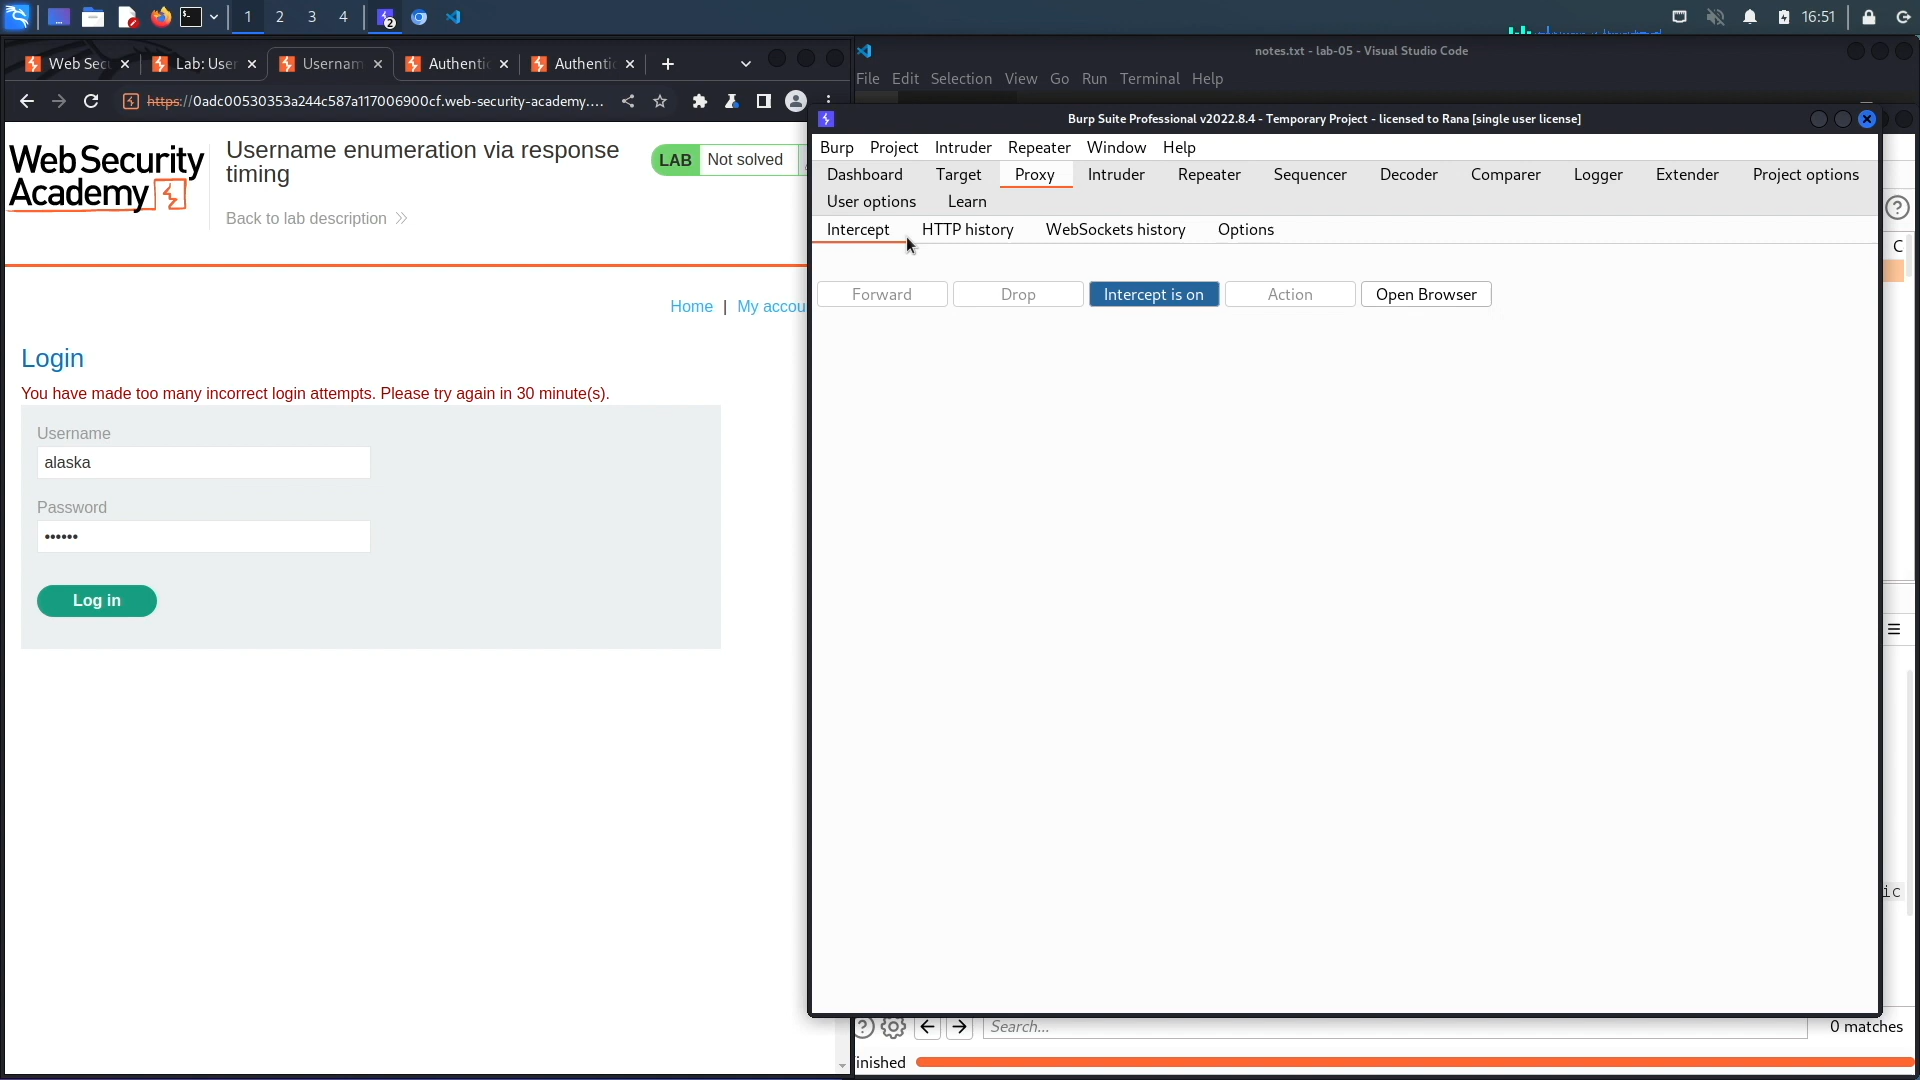 1 2 3 4
2
16:51
Web Sec
Lab: User
Usernam
Authentic
Authentic
https://0adc00530353a244c587a117006900cf.web-security-academy....
notes.txt - lab-05 - Visual Studio Code
File Edit Selection View Go Run Terminal Help
WebSecurity
Academy
Username enumeration via response
timing
LAB Not solved
Back to lab description
Home | My accou
Login
You have made too many incorrect login attempts. Please try again in 30 minute(s).
Username
alaska
Password
••••••
Log in
Burp Suite Professional v2022.8.4 - Temporary Project - licensed to Rana [single user license]
Burp Project Intruder Repeater Window Help
Dashboard Target Proxy Intruder Repeater Sequencer Decoder Comparer Logger Extender Project options
User options Learn
Intercept HTTP history WebSockets history Options
Forward Drop Intercept is on Action Open Browser
C
ic
Search...
0 matches
inished